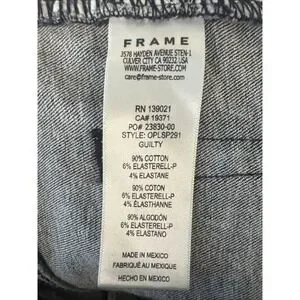 FRAME
3578 HAYDEN AVENUE STEN-1
CULVER CITY CA 90232 USA
WWW.FRAME-STORE.COM
care@frame-store.com
RN 139021
CA# 19371
PO# 23830-00
STYLE: OPLSP291
GUILTY
90% COTTON
6% ELASTERELL-P
4% ELASTANE
90% COTON
6% ELASTERELL-P
4% ELASTHANNE
90% ALGODÓN
6% ELASTERELL-P
4% ELASTANO
MADE IN MEXICO
FABRIQUÉ AU MEXIQUE
HECHO EN MEXICO